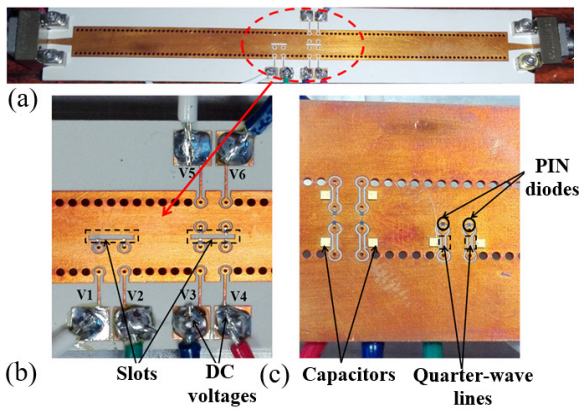 (a)
V5
V6
PIN
diodes
V1
V2
V3
V4
(b)
Slots
DC
voltages
(c)
Capacitors
Quarter-wave
lines